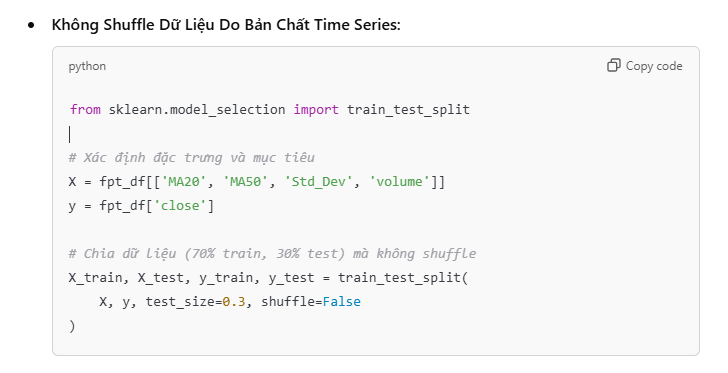 Không Shuffle Dữ Liệu Do Bản Chất Time Series:
python
Copy code
from sklearn.model_selection import train_test_split
# Xác định đặc trưng và mục tiêu
X = fpt_df[['MA20', 'MA50', 'Std_Dev', 'volume']]
y = fpt_df['close']
# Chia dữ liệu (70% train, 30% test) mà không shuffle
X_train, X_test, y_train, y_test = train_test_split(
    X, y, test_size=0.3, shuffle=False
)